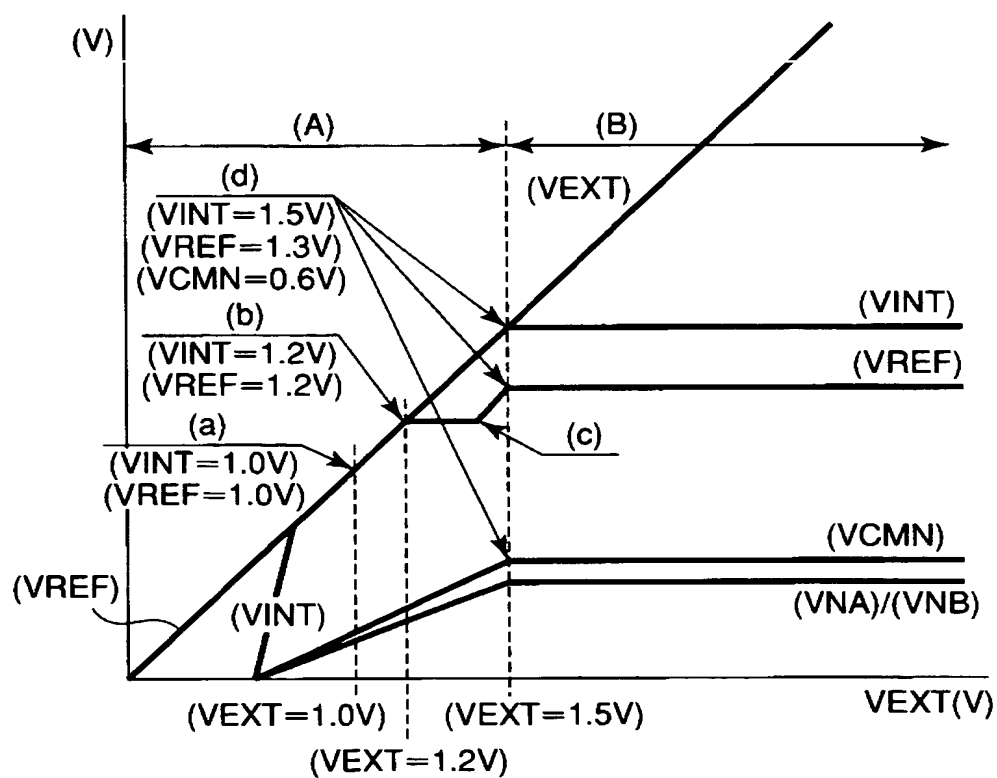 (V)
(A)
(B)
(d)
(VEXT)
(VINT=1.5V)
(VREF=1.3V)
(VCMN=0.6V)
(b)
(VINT)
(VINT=1.2V)
(VREF=1.2V)
(VREF)
(a)
(c)
(VINT=1.0V)
(VREF=1.0V)
(VCMN)
(VREF)
(VINT)
(VNA)/(VNB)
(VEXT=1.0V)
(VEXT=1.5V)
VEXT(V)
(VEXT=1.2V)